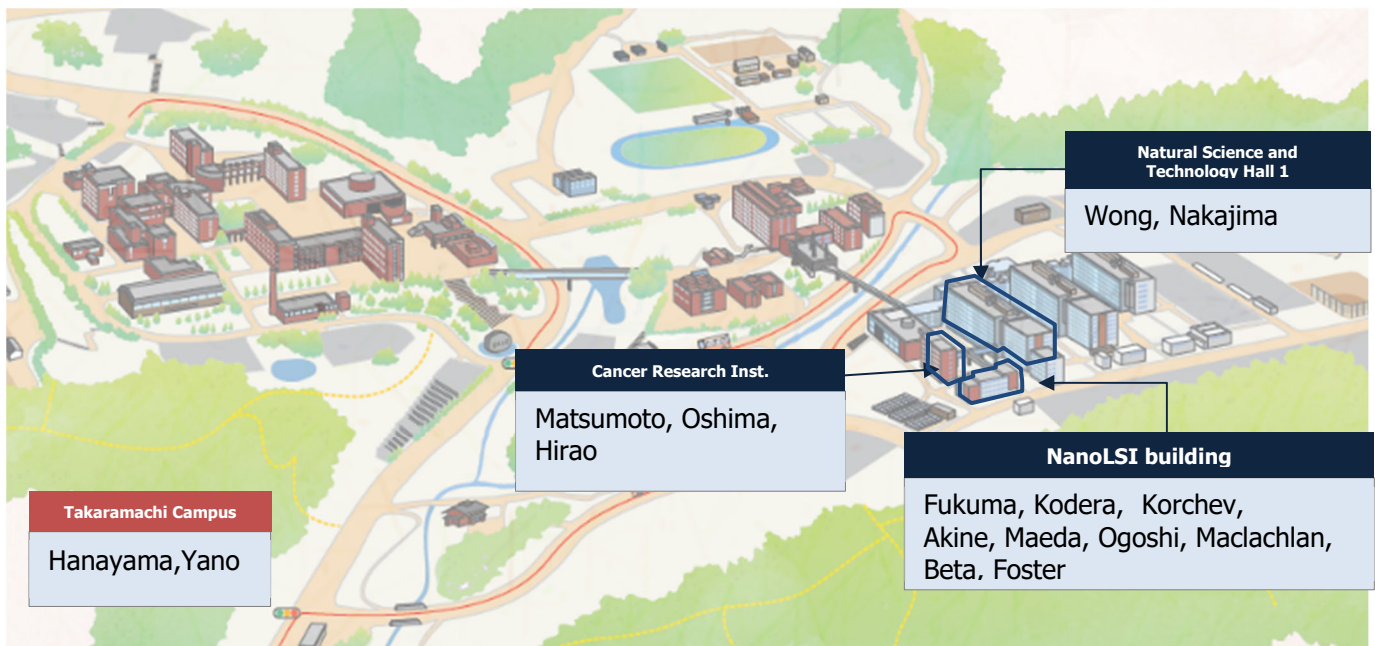 Natural Science and
Technology Hall 1
Wong, Nakajima
Cancer Research Inst.
Matsumoto, Oshima,
Hirao
NanoLSI building
Fukuma, Kodera, Korchev,
Akine, Maeda, Ogoshi, Maclachlan,
Beta, Foster
Takaramachi Campus
Hanayama,Yano